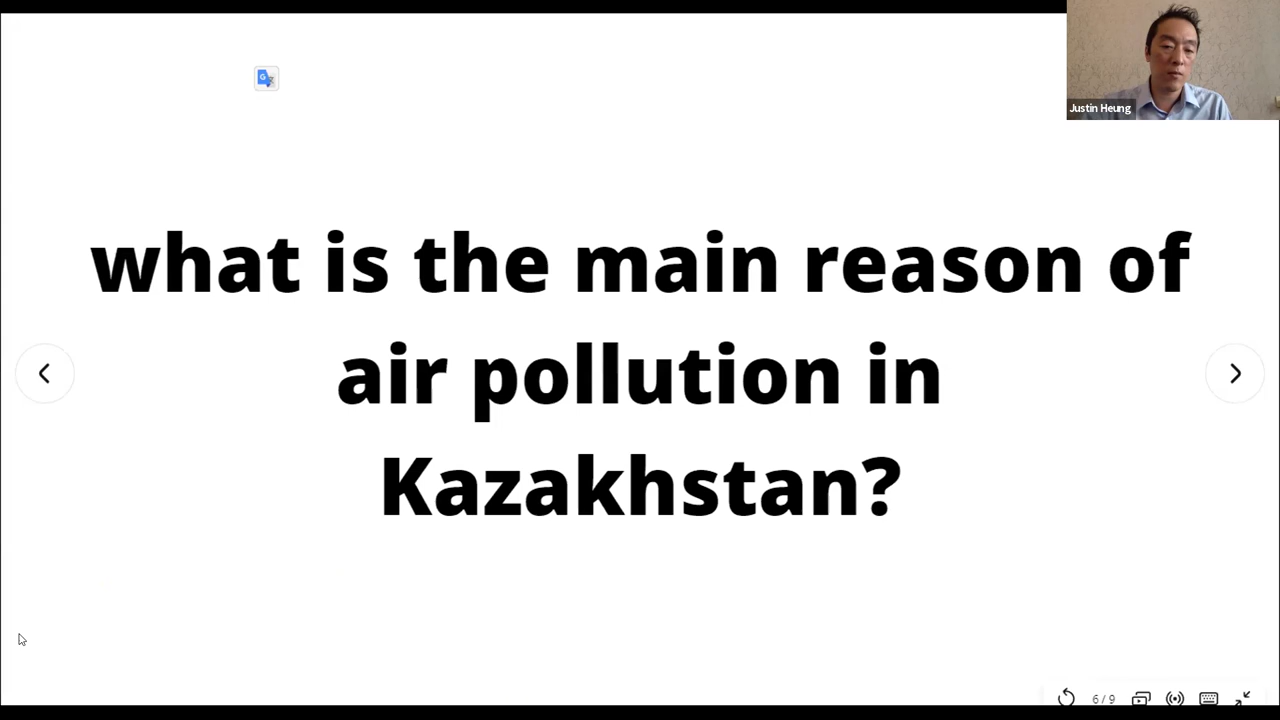 Justin Heung
what is the main reason of
air pollution in
Kazakhstan?
6 / 9